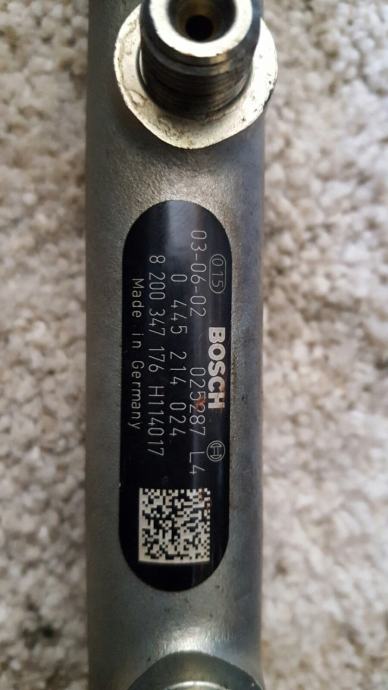 015 BOSCH
03-06-02 025287 L4
0 445 214 024
8 200 347 176 H114017
Made in Germany